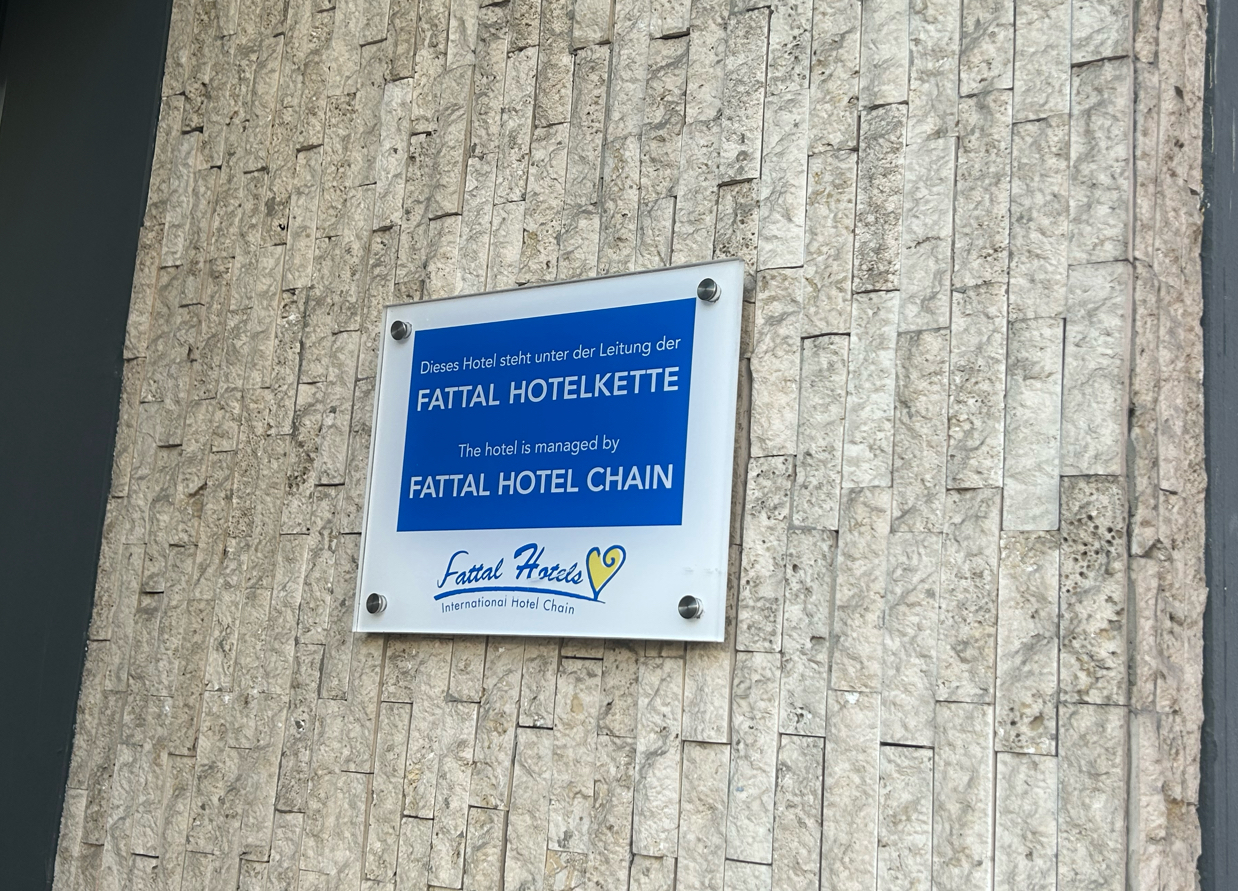 Dieses Hotel steht unter der Leitung der
FATTAL HOTELKETTE
The hotel is managed by
FATTAL HOTEL CHAIN
Fattal Hotels
International Hotel Chain